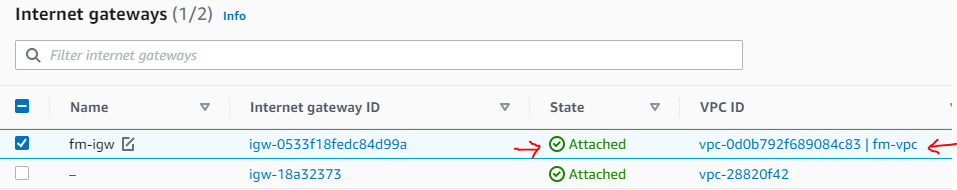 Internet gateways (1/2) Info
Filter internet gateways
Name Internet gateway ID State VPC ID
fm-igw igw-0533f18fedc84d99a Attached vpc-0d0b792f689084c83 | fm-vpc
– igw-18a32373 Attached vpc-28820f42